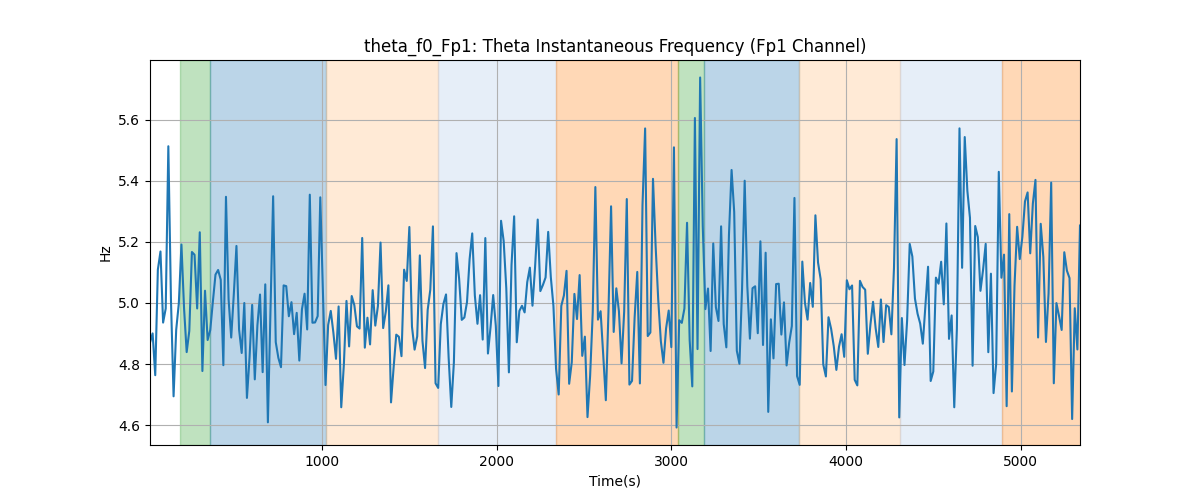 theta_f0_Fp1: Theta Instantaneous Frequency (Fp1 Channel)
5.6
5.4
5.2
5.0
4.8
4.6
Hz
1000 2000 3000 4000 5000
Time(s)